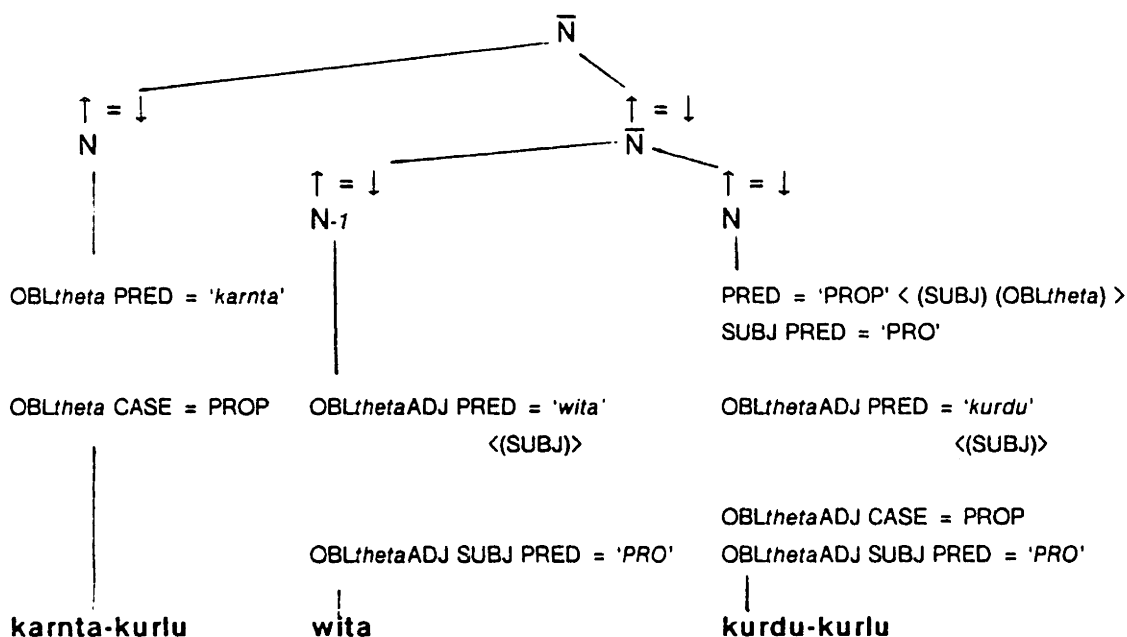 N̅
↑ = ↓ ↑ = ↓
N N̅
↑ = ↓ ↑ = ↓
N-1 N
OBLtheta PRED = 'karnta' PRED = 'PROP' < (SUBJ) (OBLtheta) >
SUBJ PRED = 'PRO'
OBLtheta CASE = PROP OBLthetaADJ PRED = 'wita' OBLthetaADJ PRED = 'kurdu'
<(SUBJ)> <(SUBJ)>
OBLthetaADJ CASE = PROP
OBLthetaADJ SUBJ PRED = 'PRO' OBLthetaADJ SUBJ PRED = 'PRO'
karnta-kurlu wita kurdu-kurlu